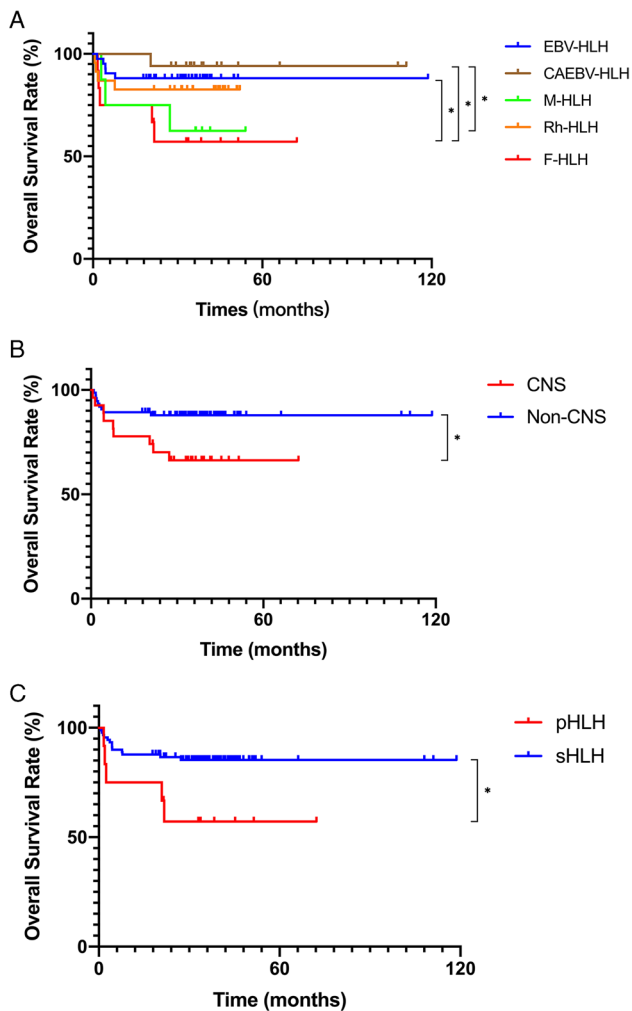 A
Overall Survival Rate (%)
100
50
0
0
60
120
Times (months)
EBV-HLH
CAEBV-HLH
M-HLH
Rh-HLH
F-HLH
*
*
*
B
Overall Survival Rate (%)
100
50
0
0
60
120
Time (months)
CNS
Non-CNS
*
C
Overall Survival Rate (%)
100
50
0
0
60
120
Time (months)
pHLH
sHLH
*